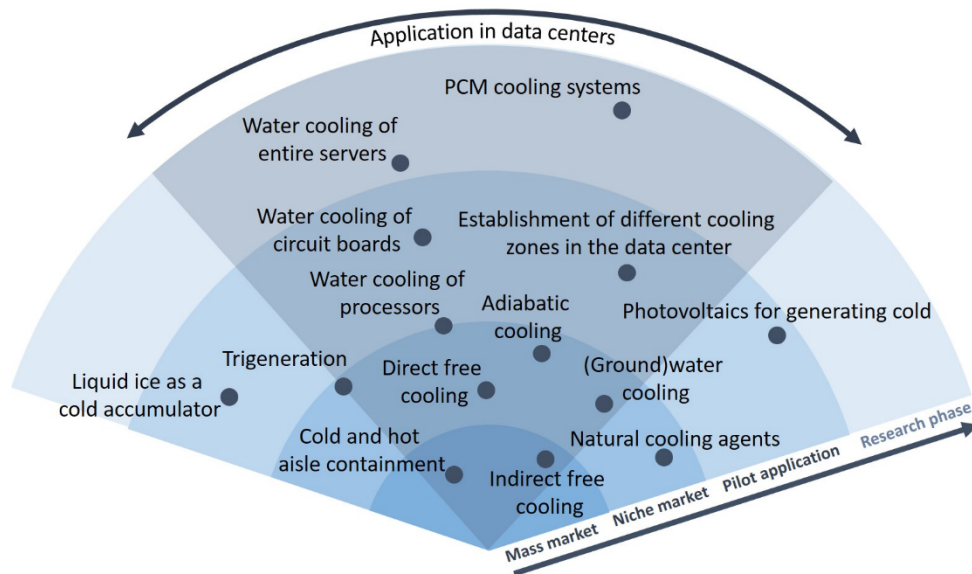 Application in data centers
PCM cooling systems
Water cooling of
entire servers
Water cooling of
circuit boards
Establishment of different cooling
zones in the data center
Water cooling of
processors
Adiabatic
cooling
Photovoltaics for generating cold
Trigeneration
Direct free
cooling
(Ground)water
cooling
Liquid ice as a
cold accumulator
Cold and hot
aisle containment
Natural cooling agents
Indirect free
cooling
Mass market
Niche market
Pilot application
Research phase